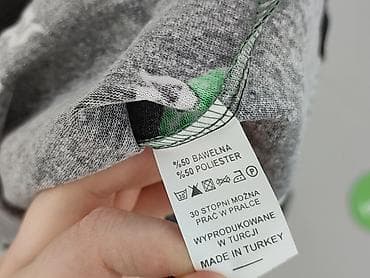 %50 BAWEŁNA
%50 POLIESTER
30 STOPNI MOŻNA
PRAĆ W PRALCE
WYPRODUKOWANE
W TURCJI
MADE IN TURKEY